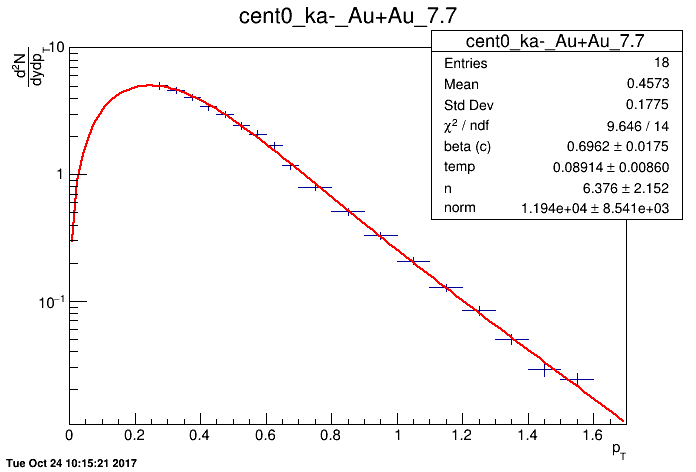 cent0_ka-_Au+Au_7.7
d²N
dydp_T
cent0_ka-_Au+Au_7.7
Entries 18
Mean 0.4573
Std Dev 0.1775
χ² / ndf 9.646 / 14
beta (c) 0.6962 ± 0.0175
temp 0.08914 ± 0.00860
n 6.376 ± 2.152
norm 1.194e+04 ± 8.541e+03
10
1
10⁻¹
0 0.2 0.4 0.6 0.8 1 1.2 1.4 1.6
p_T
Tue Oct 24 10:15:21 2017